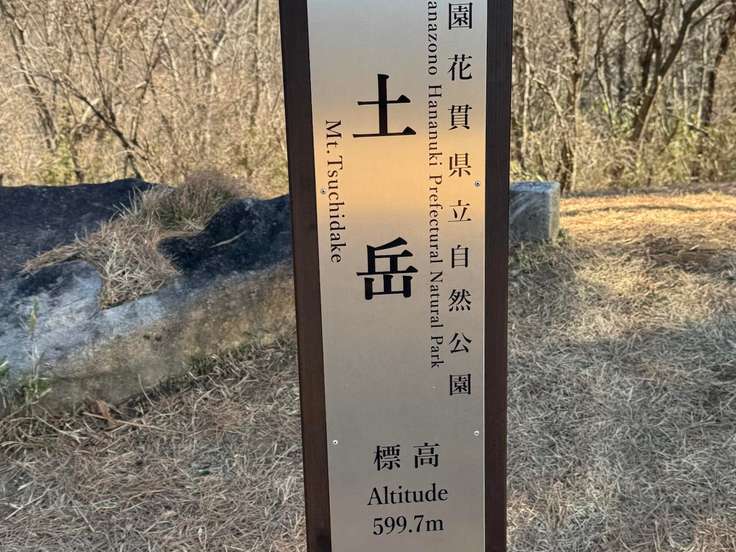 園花貫県立自然公園
anazono Hananuki Prefectural Natural Park
土岳
Mt.Tsuchidake
標高
Altitude
599.7m